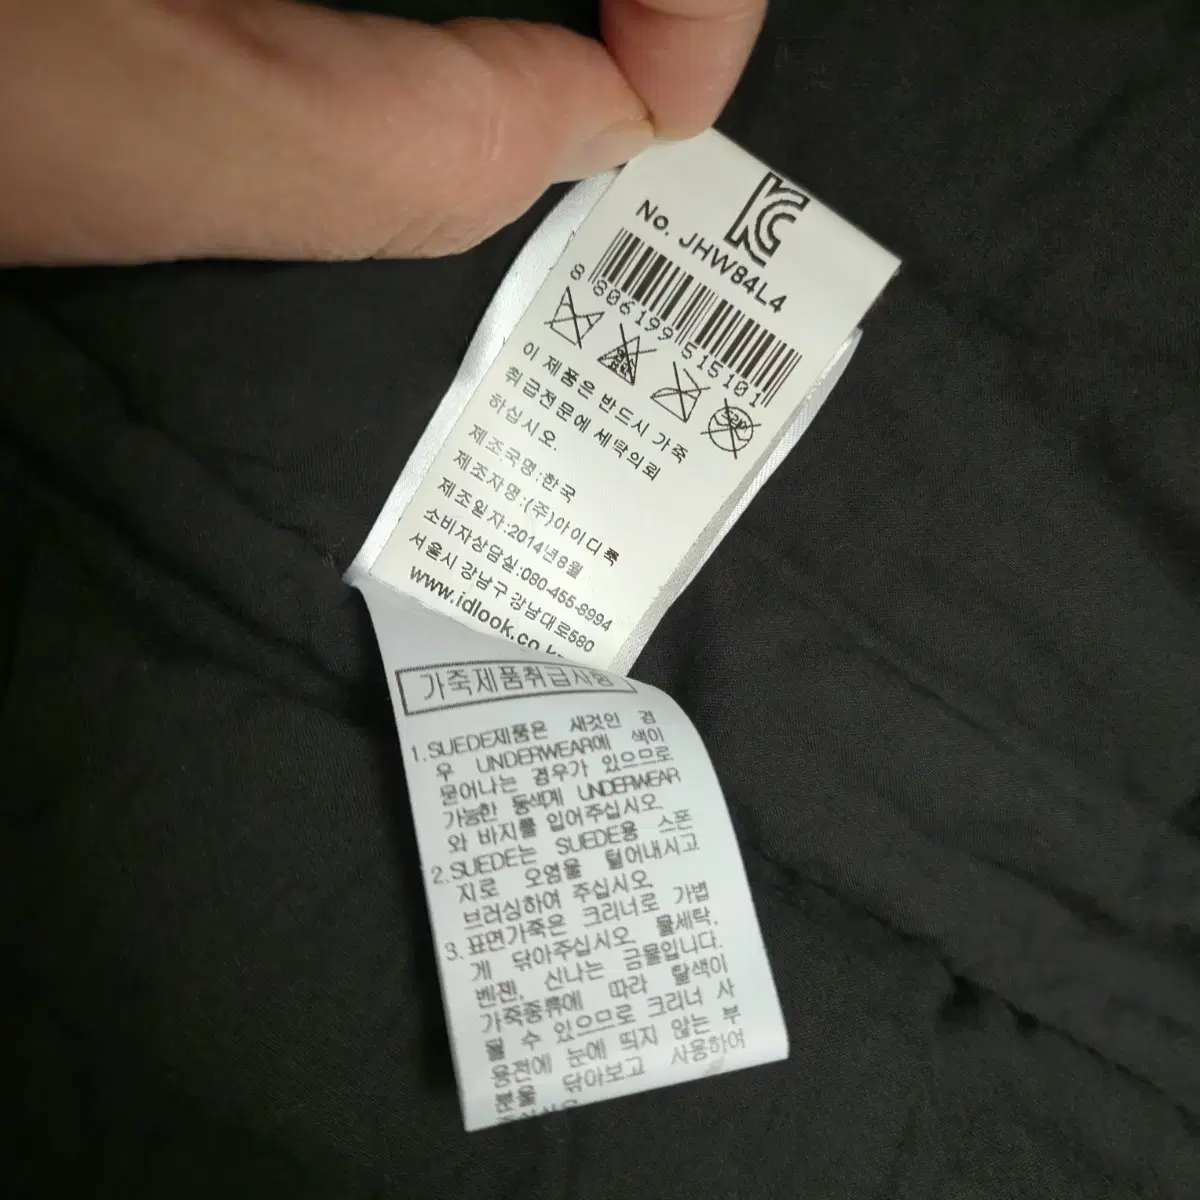 KC
No. JHW84L4
8 806199 515101
이 제품은 반드시 가죽
취급전문에 세탁의뢰
하십시오.
제조국명:한국
제조자명:(주)아이디룩
제조일자:2014년8월
소비자상담실:080-455-8994
서울시 강남구 강남대로580
www.idlook.co.k
가죽제품취급사항
1.SUEDE제품은 새것인 경
우 UNDERWEAR에 색이
묻어나는 경우가 있으므로
가능한 동색계 UNDERWEAR
와 바지를 입어주십시오.
2.SUEDE는 SUEDE용 스폰
지로 오염을 털어내시고
브러싱하여 주십시오.
3.표면가죽은 크리너로 가볍
게 닦아주십시오. 물세탁,
벤젠, 신나는 금물입니다.
가죽종류에 따라 탈색이
될 수 있으므로 크리너 사
용전에 눈에 띄지 않는 부
분을 닦아보고 사용하여